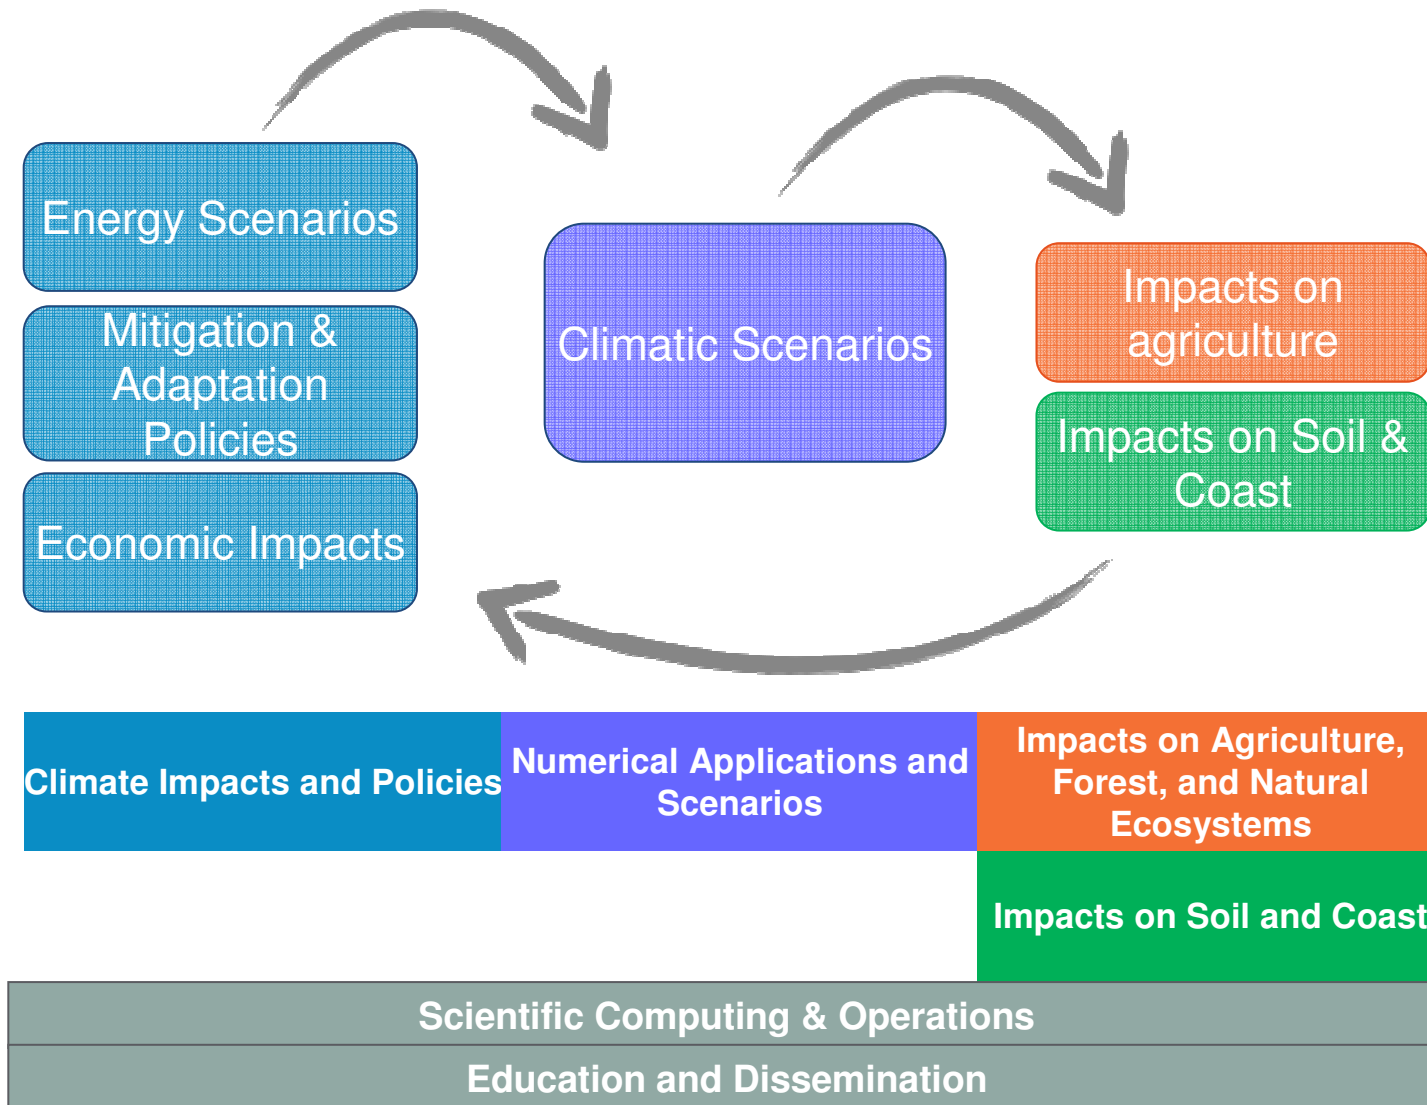 Energy Scenarios
Mitigation &
Adaptation
Policies
Economic Impacts
Climatic Scenarios
Impacts on
agriculture
Impacts on Soil &
Coast
Climate Impacts and Policies
Numerical Applications and
Scenarios
Impacts on Agriculture,
Forest, and Natural
Ecosystems
Impacts on Soil and Coast
Scientific Computing & Operations
Education and Dissemination